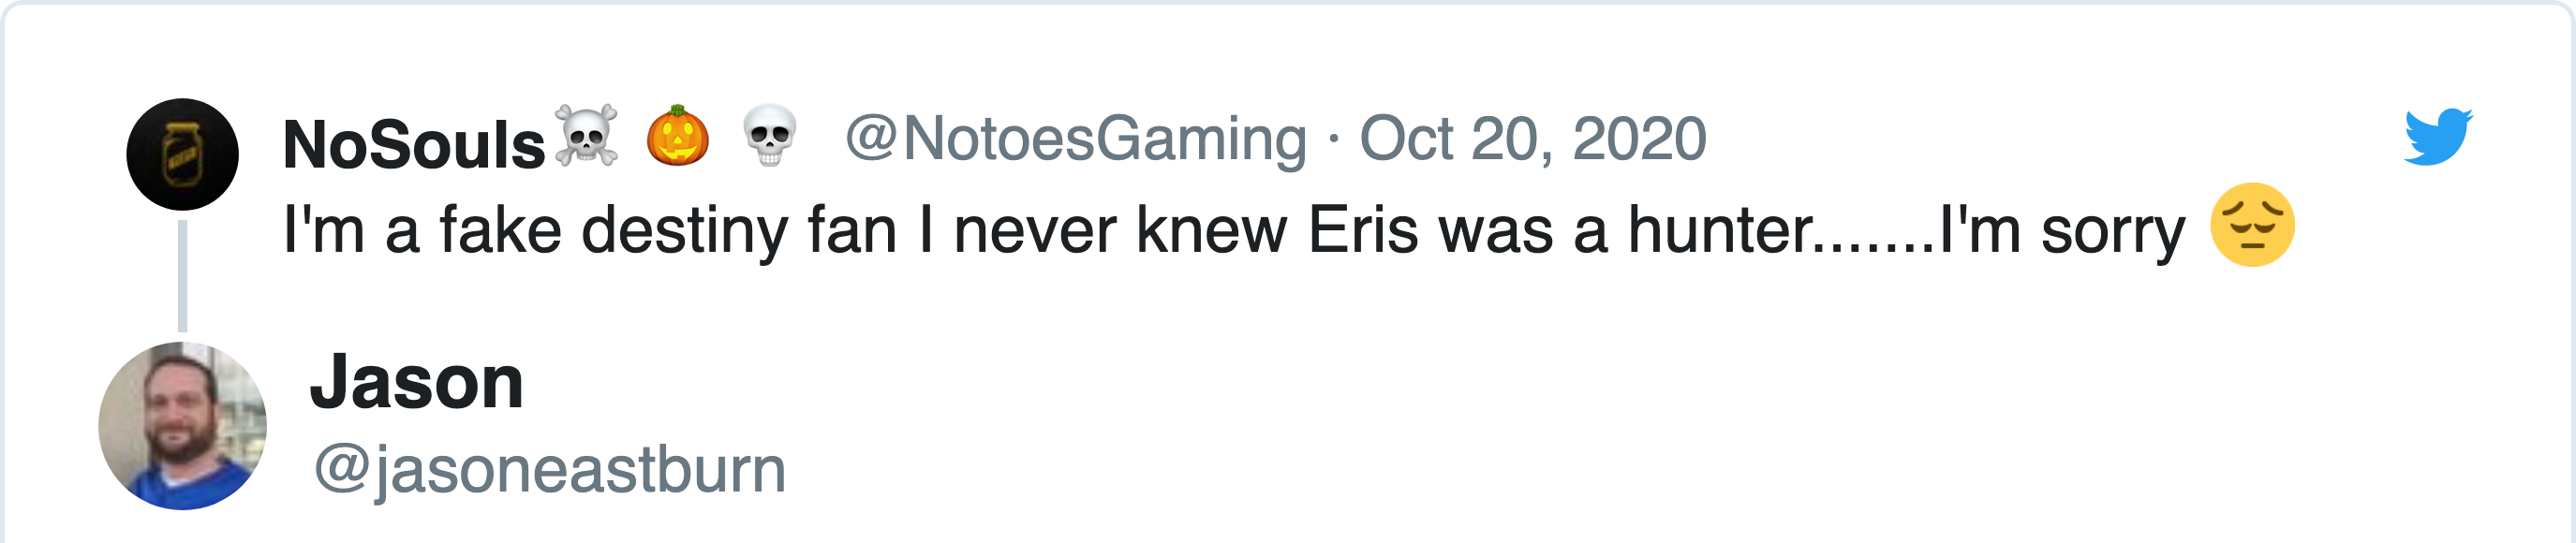 NoSouls☠️ 🎃 💀 @NotoesGaming · Oct 20, 2020
I'm a fake destiny fan I never knew Eris was a hunter.......I'm sorry 😔
Jason
@jasoneastburn